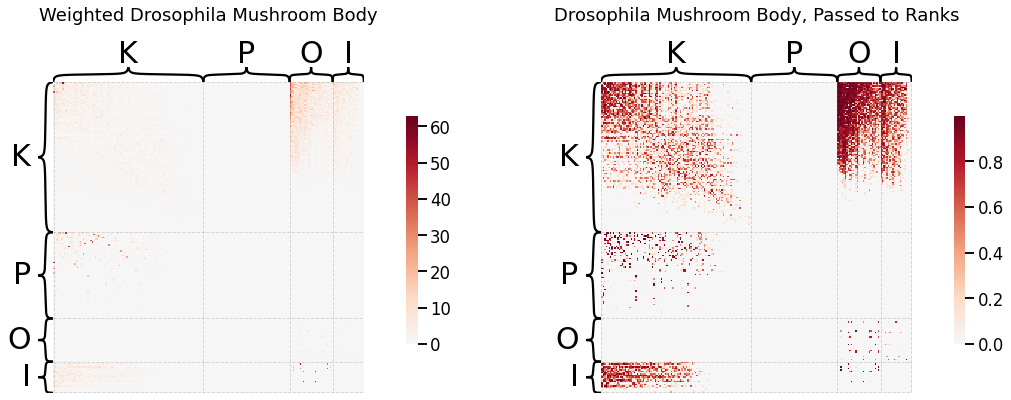 Weighted Drosophila Mushroom Body
K P O I
K
P
O
I
60
50
40
30
20
10
0
Drosophila Mushroom Body, Passed to Ranks
K P O I
K
P
O
I
0.8
0.6
0.4
0.2
0.0